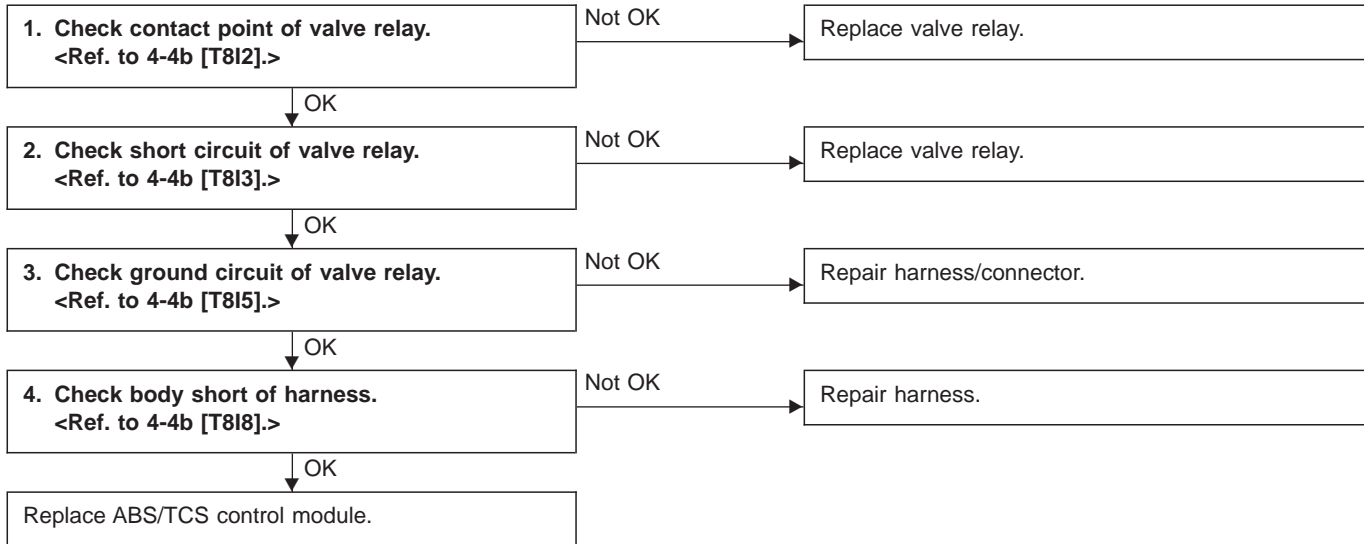 1. Check contact point of valve relay.
<Ref. to 4-4b [T8I2].>
Not OK
Replace valve relay.
OK
2. Check short circuit of valve relay.
<Ref. to 4-4b [T8I3].>
Not OK
Replace valve relay.
OK
3. Check ground circuit of valve relay.
<Ref. to 4-4b [T8I5].>
Not OK
Repair harness/connector.
OK
4. Check body short of harness.
<Ref. to 4-4b [T8I8].>
Not OK
Repair harness.
OK
Replace ABS/TCS control module.